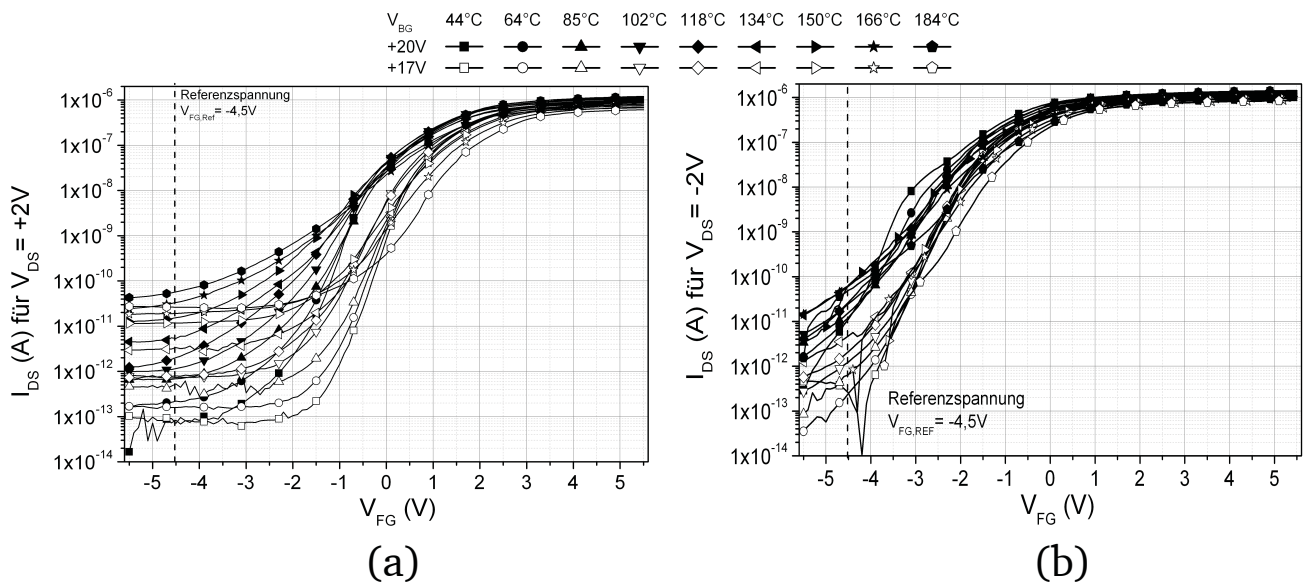 V_BG 44°C 64°C 85°C 102°C 118°C 134°C 150°C 166°C 184°C
+20V
+17V
Referenzspannung
V_FG,Ref = -4,5V
1x10^-6
1x10^-7
1x10^-8
1x10^-9
1x10^-10
1x10^-11
1x10^-12
1x10^-13
1x10^-14
I_DS (A) für V_DS = +2V
-5 -4 -3 -2 -1 0 1 2 3 4 5
V_FG (V)
(a)
1x10^-6
1x10^-7
1x10^-8
1x10^-9
1x10^-10
1x10^-11
1x10^-12
1x10^-13
1x10^-14
I_DS (A) für V_DS = -2V
Referenzspannung
V_FG,REF = -4,5V
-5 -4 -3 -2 -1 0 1 2 3 4 5
V_FG (V)
(b)